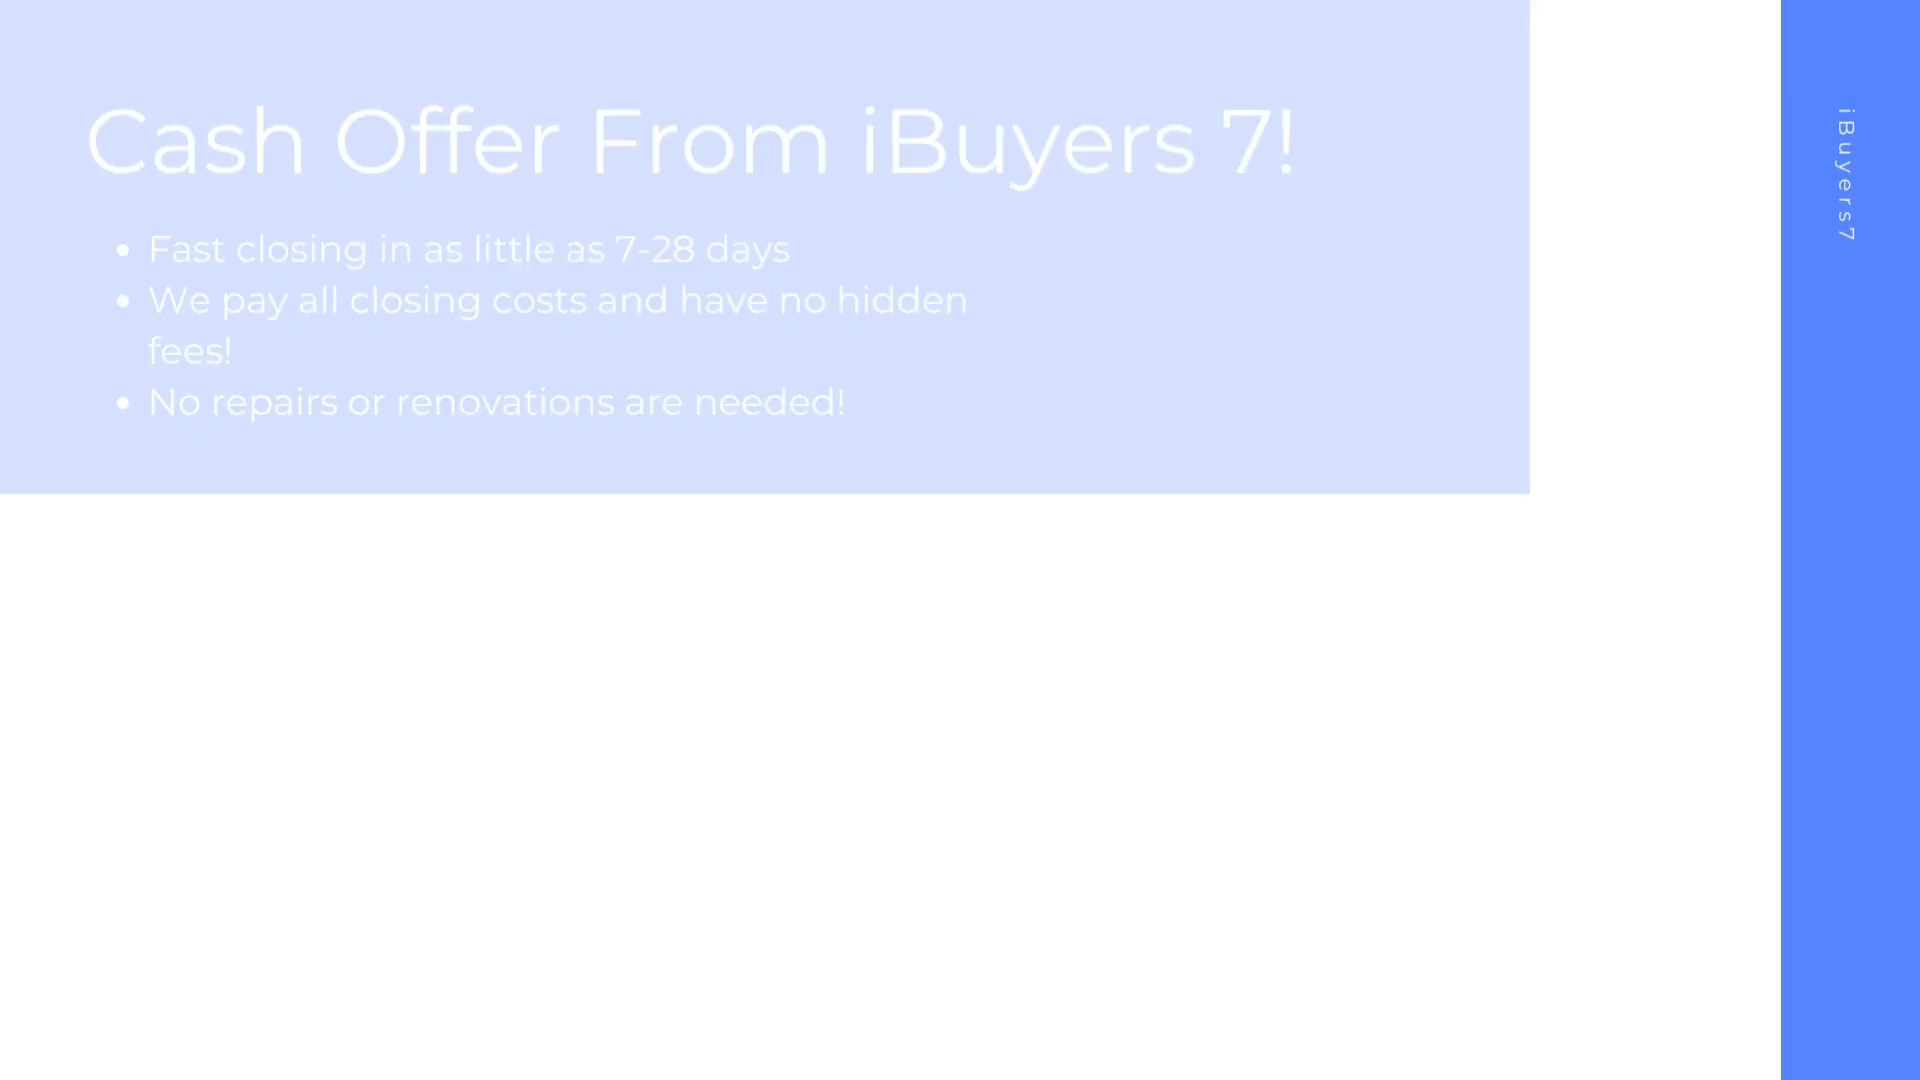 Cash Offer From iBuyers 7!
• Fast closing in as little as 7-28 days
• We pay all closing costs and have no hidden
fees!
• No repairs or renovations are needed!
iBuyers7